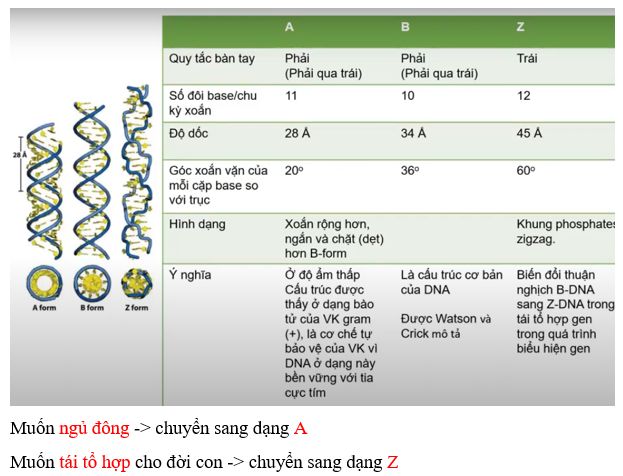 A B Z
Quy tắc bàn tay
Phải
(Phải qua trái)
Phải
(Phải qua trái)
Trái
Số đôi base/chu
kỳ xoắn
11
10
12
Độ dốc
28 Å
34 Å
45 Å
Góc xoắn vặn của
mỗi cặp base so
với trục
20º
36º
60º
Hình dạng
Xoắn rộng hơn,
ngắn và chặt (dẹt)
hơn B-form
Khung phosphates
zigzag.
Ý nghĩa
Ở độ ẩm thấp
Cấu trúc được
thấy ở dạng bào
tử của VK gram
(+), là cơ chế tự
bảo vệ của VK vì
DNA ở dạng này
bền vững với tia
cực tím
Là cấu trúc cơ bản
của DNA
Được Watson và
Crick mô tả
Biến đổi thuận
nghịch B-DNA
sang Z-DNA trong
tái tổ hợp gen
trong quá trình
biểu hiện gen
28 Å
A form B form Z form
Muốn ngủ đông -> chuyển sang dạng A
Muốn tái tổ hợp cho đời con -> chuyển sang dạng Z